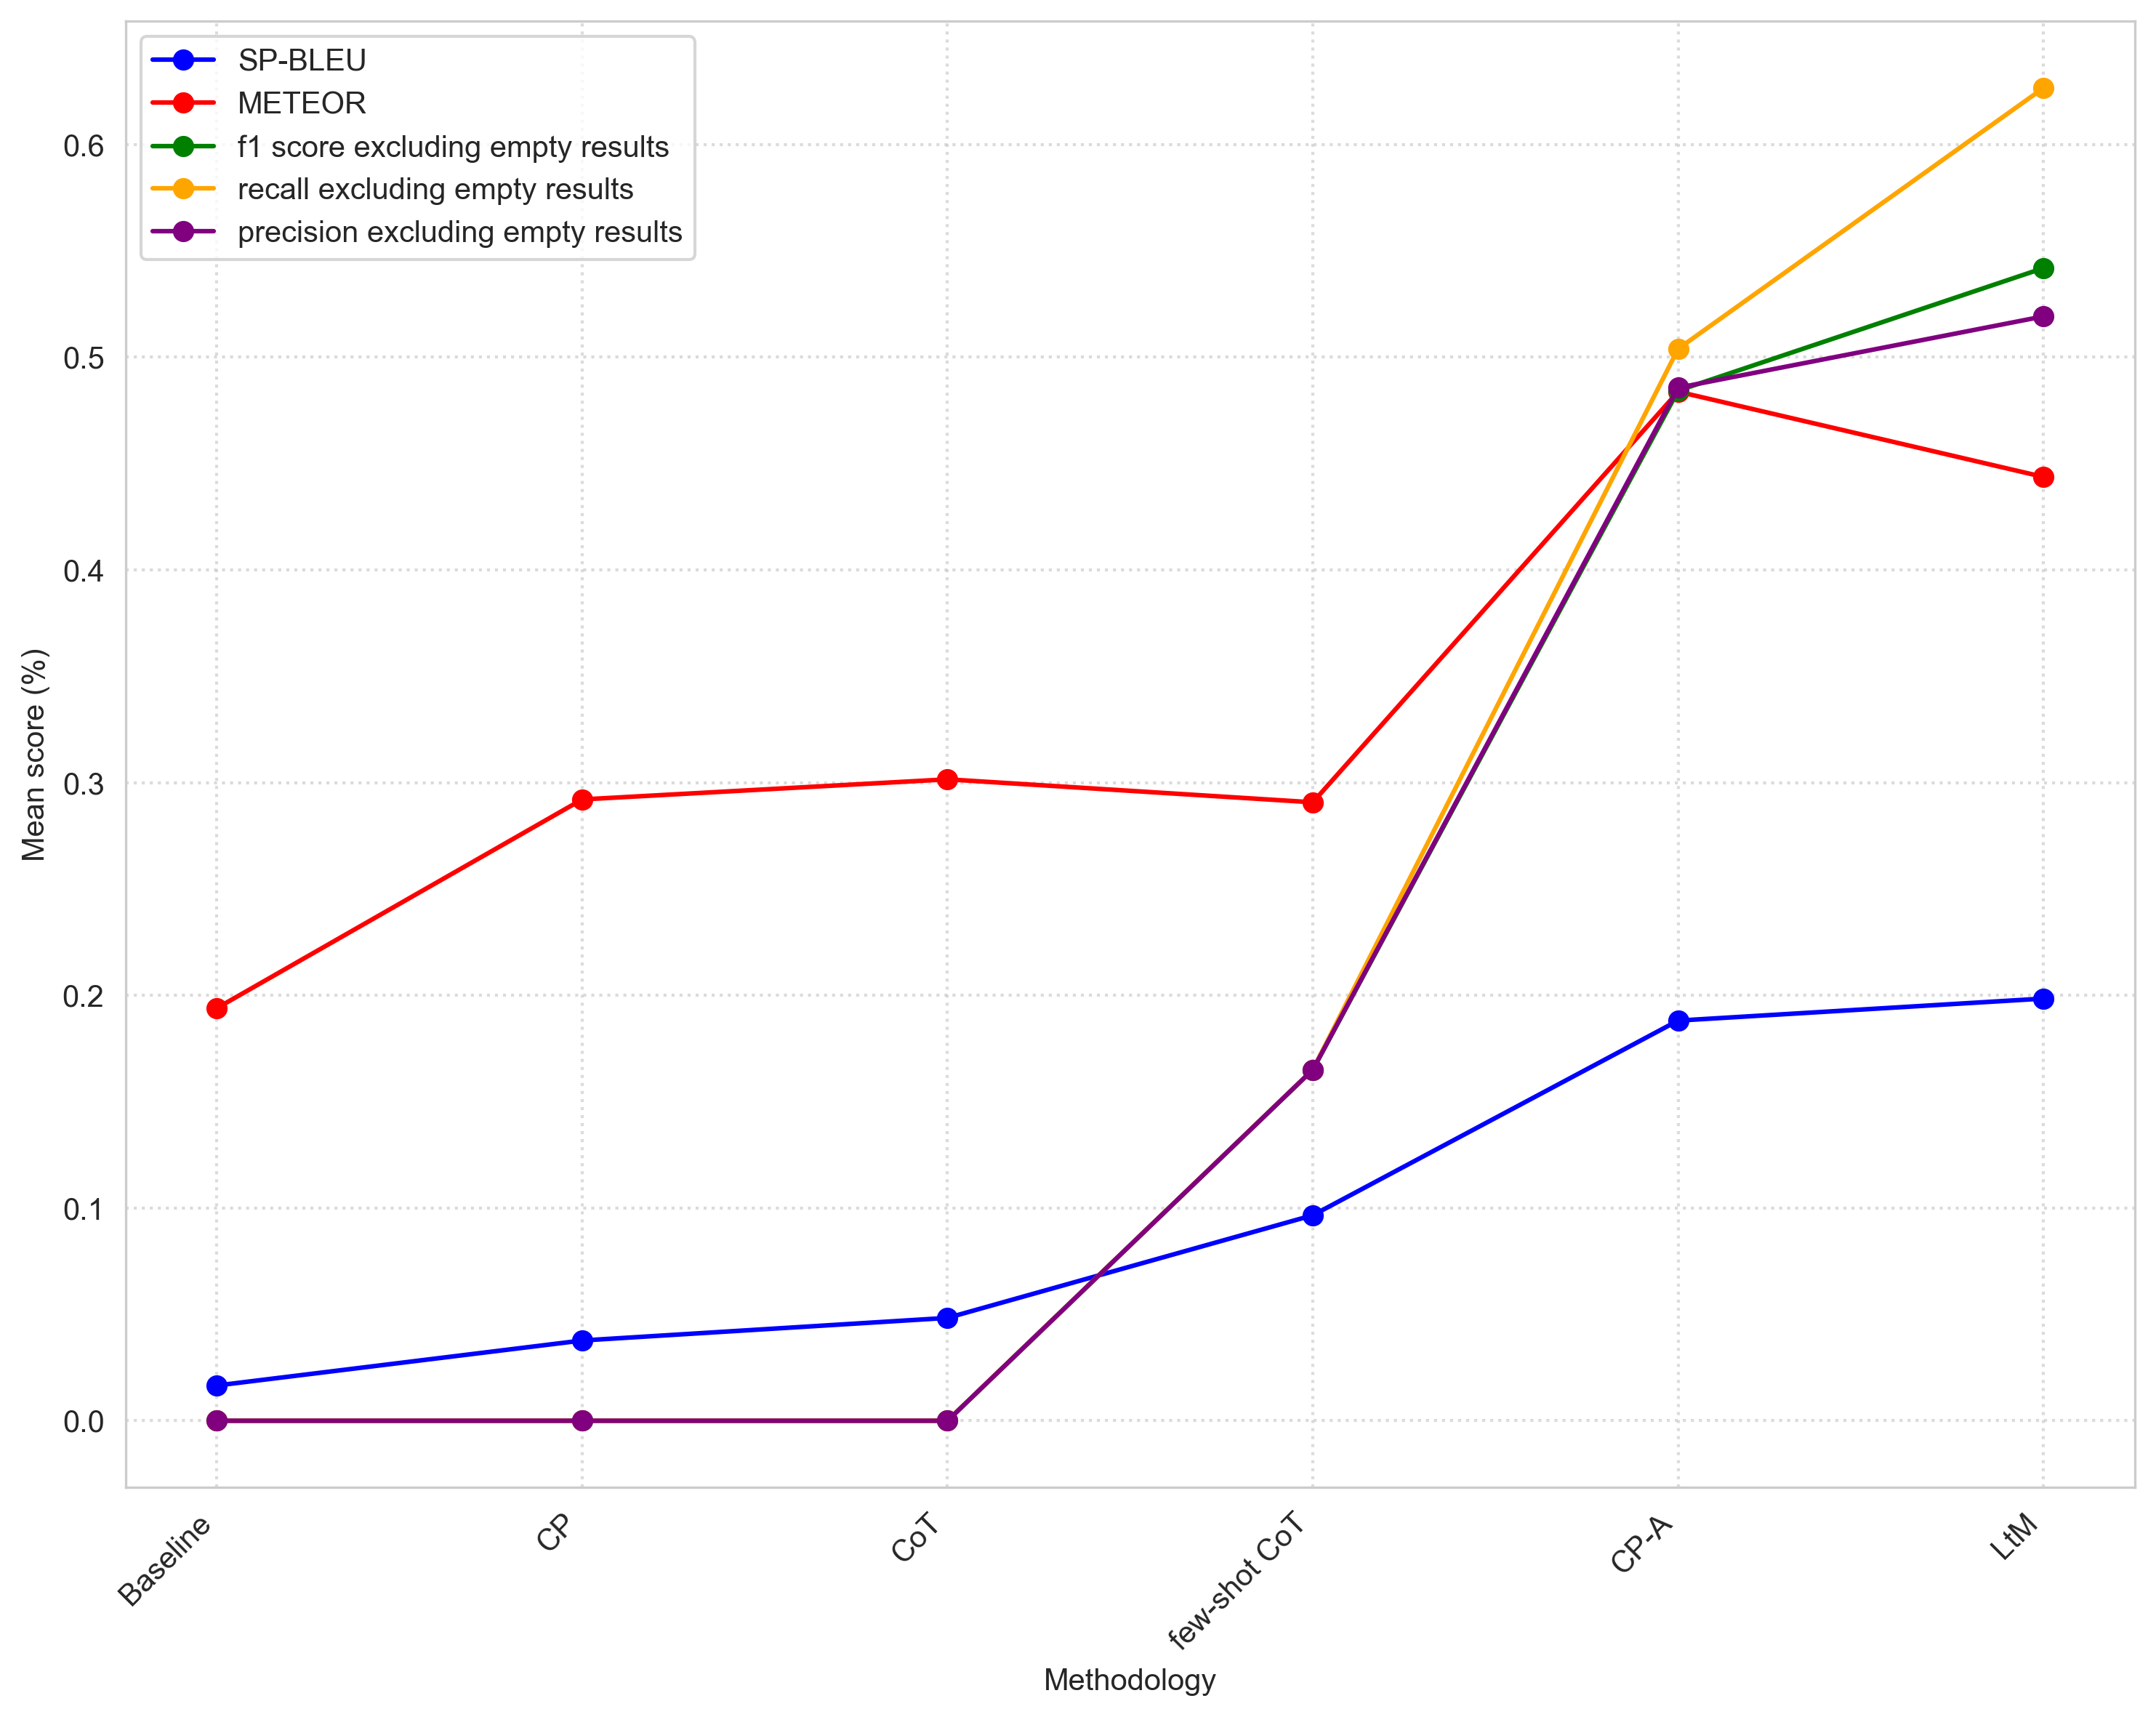 SP-BLEU
METEOR
f1 score excluding empty results
recall excluding empty results
precision excluding empty results
Mean score (%)
0.6
0.5
0.4
0.3
0.2
0.1
0.0
Baseline
CP
CoT
few-shot CoT
CP-A
LtM
Methodology